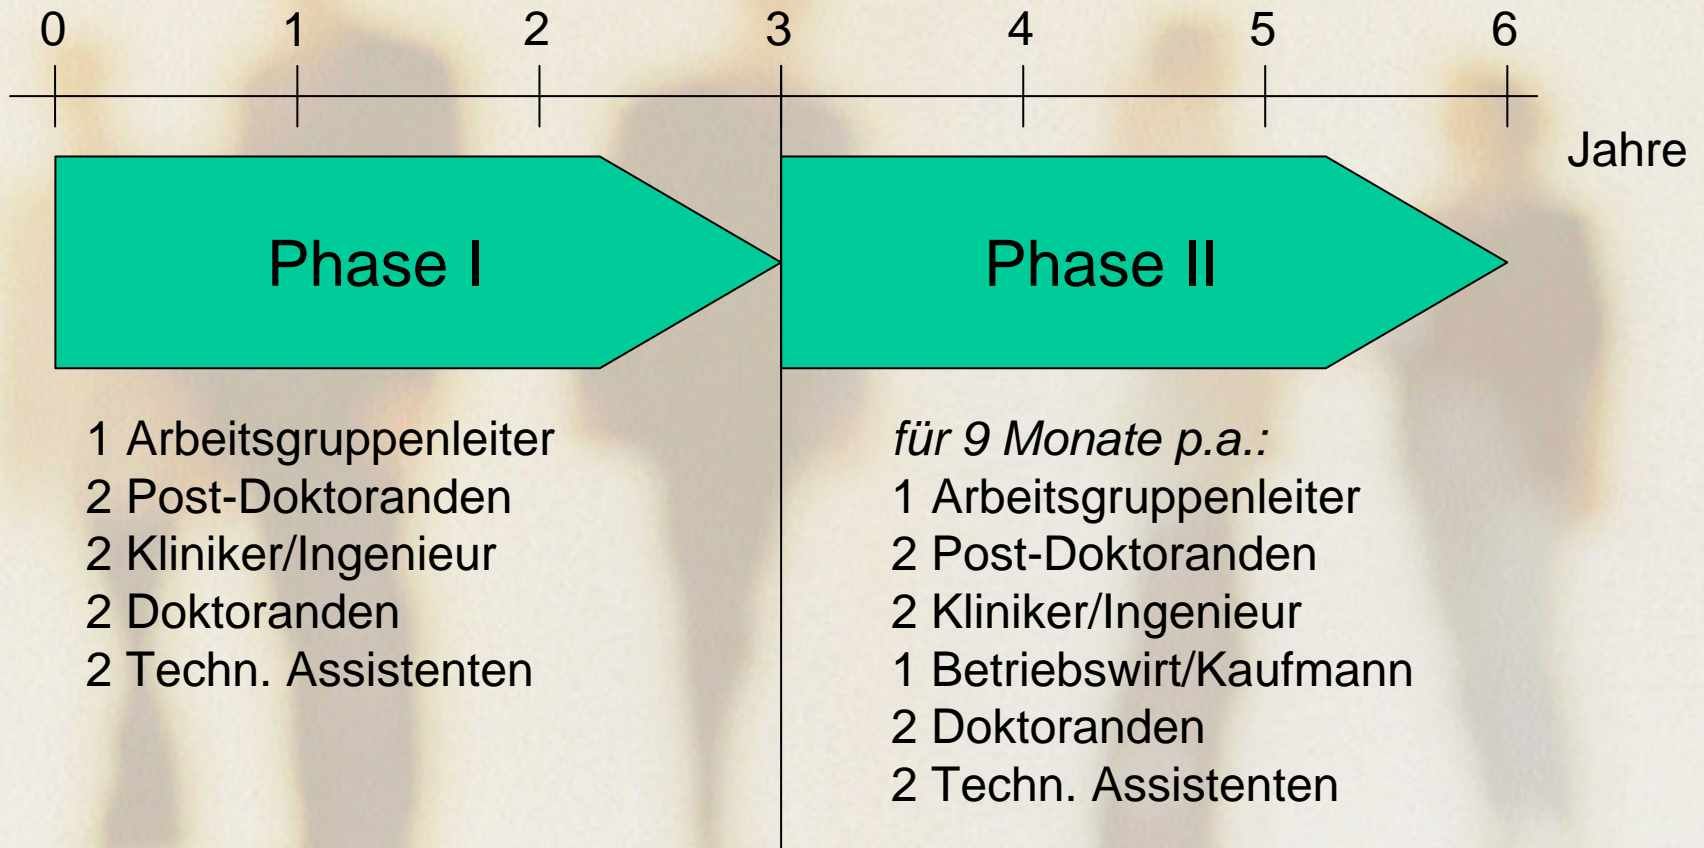 0 1 2 3 4 5 6
Jahre
Phase I
Phase II
1 Arbeitsgruppenleiter
2 Post-Doktoranden
2 Kliniker/Ingenieur
2 Doktoranden
2 Techn. Assistenten
für 9 Monate p.a.:
1 Arbeitsgruppenleiter
2 Post-Doktoranden
2 Kliniker/Ingenieur
1 Betriebswirt/Kaufmann
2 Doktoranden
2 Techn. Assistenten